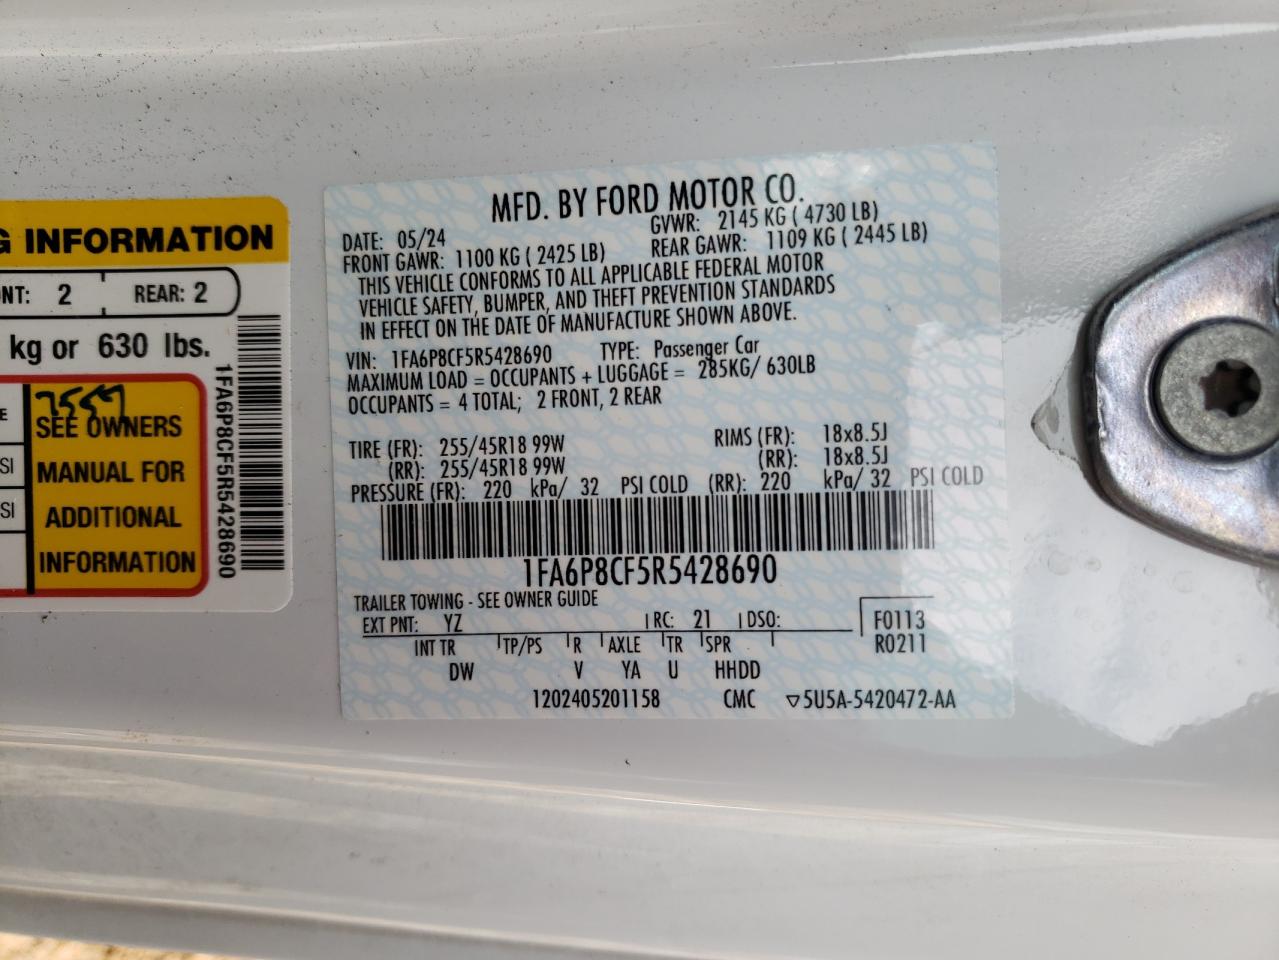 G INFORMATION
NT: 2 REAR: 2
kg or 630 lbs.
7557
E SEE OWNERS
SI MANUAL FOR
SI ADDITIONAL
INFORMATION
1FA6P8CF5R5428690
MFD. BY FORD MOTOR CO.
DATE: 05/24 GVWR: 2145 KG ( 4730 LB)
FRONT GAWR: 1100 KG ( 2425 LB) REAR GAWR: 1109 KG ( 2445 LB)
THIS VEHICLE CONFORMS TO ALL APPLICABLE FEDERAL MOTOR
VEHICLE SAFETY, BUMPER, AND THEFT PREVENTION STANDARDS
IN EFFECT ON THE DATE OF MANUFACTURE SHOWN ABOVE.
VIN: 1FA6P8CF5R5428690 TYPE: Passenger Car
MAXIMUM LOAD = OCCUPANTS + LUGGAGE = 285KG/ 630LB
OCCUPANTS = 4 TOTAL; 2 FRONT, 2 REAR
TIRE (FR): 255/45R18 99W RIMS (FR): 18x8.5J
(RR): 255/45R18 99W (RR): 18x8.5J
PRESSURE (FR): 220 kPa/ 32 PSI COLD (RR): 220 kPa/ 32 PSI COLD
1FA6P8CF5R5428690
TRAILER TOWING - SEE OWNER GUIDE
EXT PNT: YZ RC: 21 DSO: F0113
INT TR TP/PS R AXLE TR SPR R0211
DW V YA U HHDD
1202405201158 CMC ▽5U5A-5420472-AA